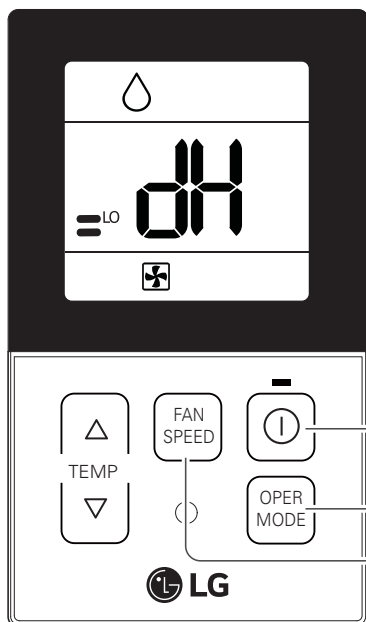 dH
LO
FAN
SPEED
TEMP
OPER
MODE
LG